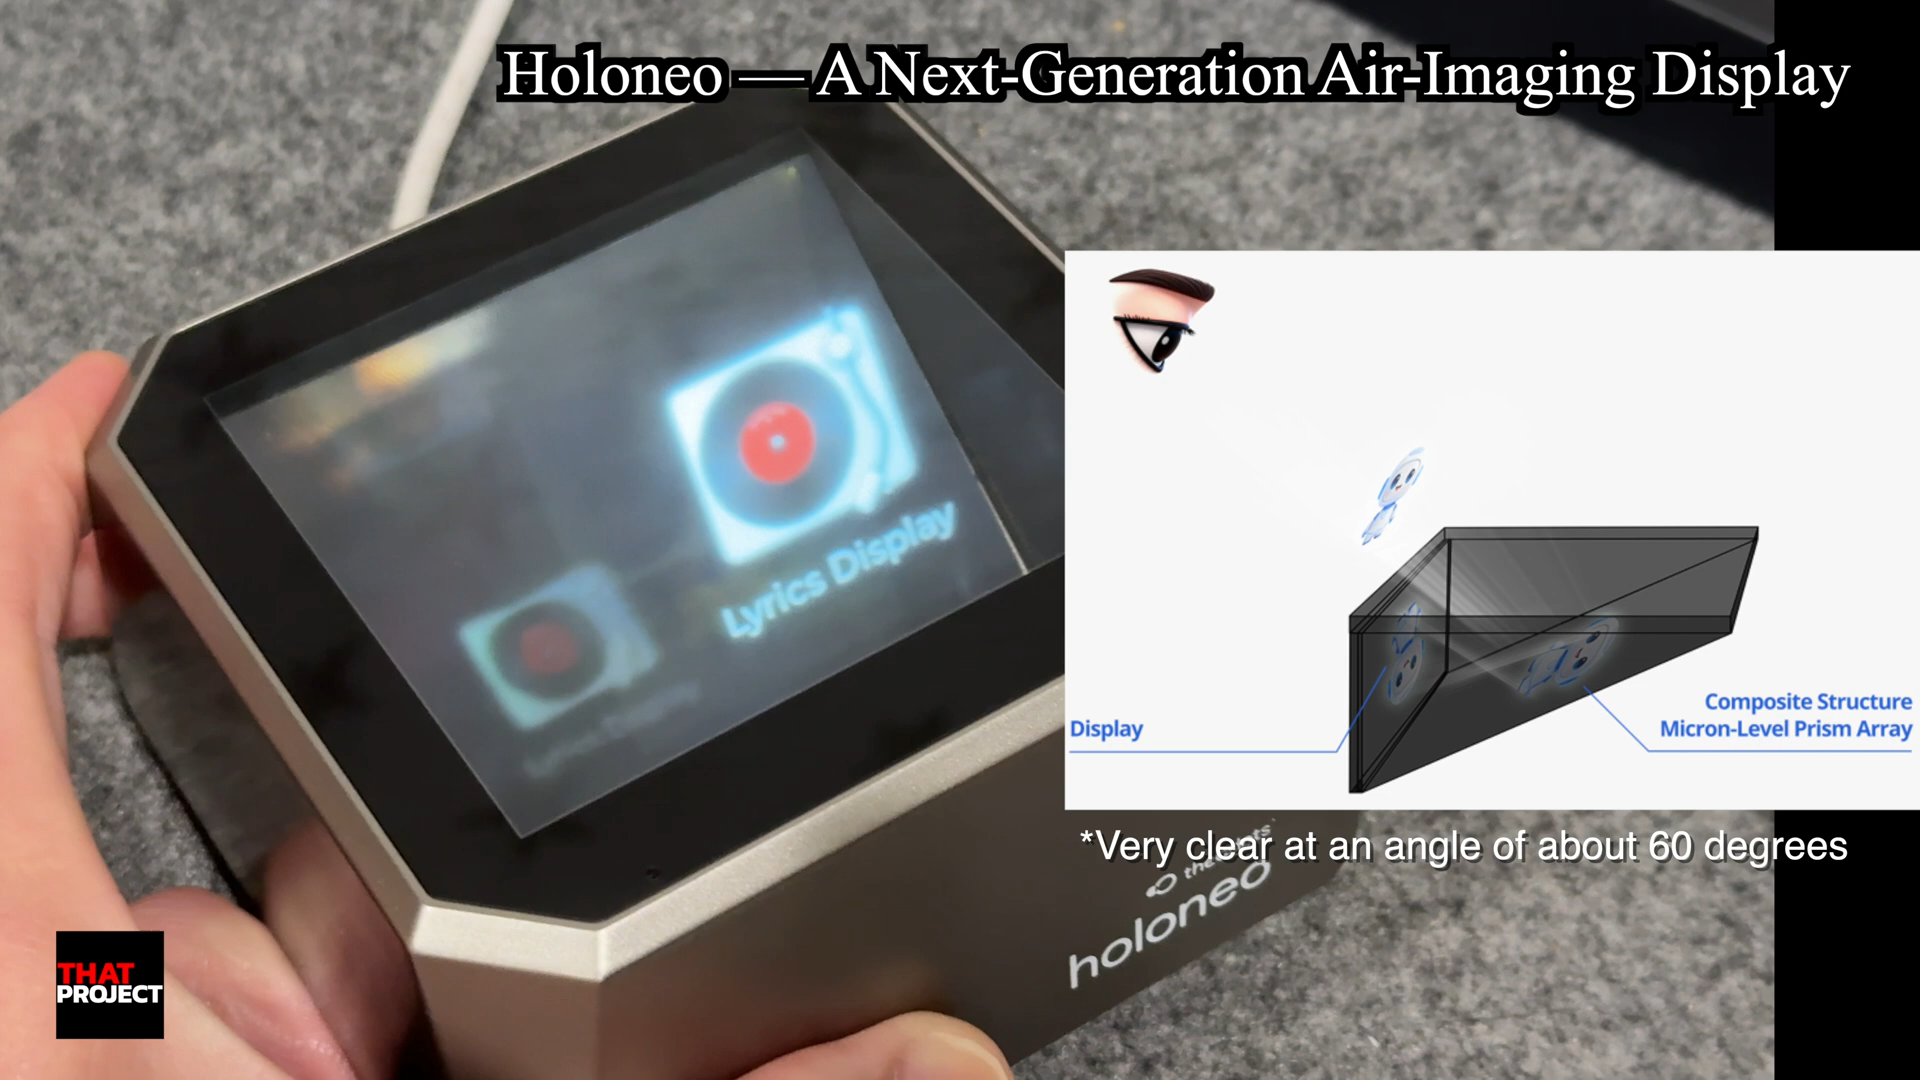 Holoneo — A Next-Generation Air-Imaging Display
Lyrics Display
Display
Composite Structure
Micron-Level Prism Array
*Very clear at an angle of about 60 degrees
holoneo
THAT
PROJECT